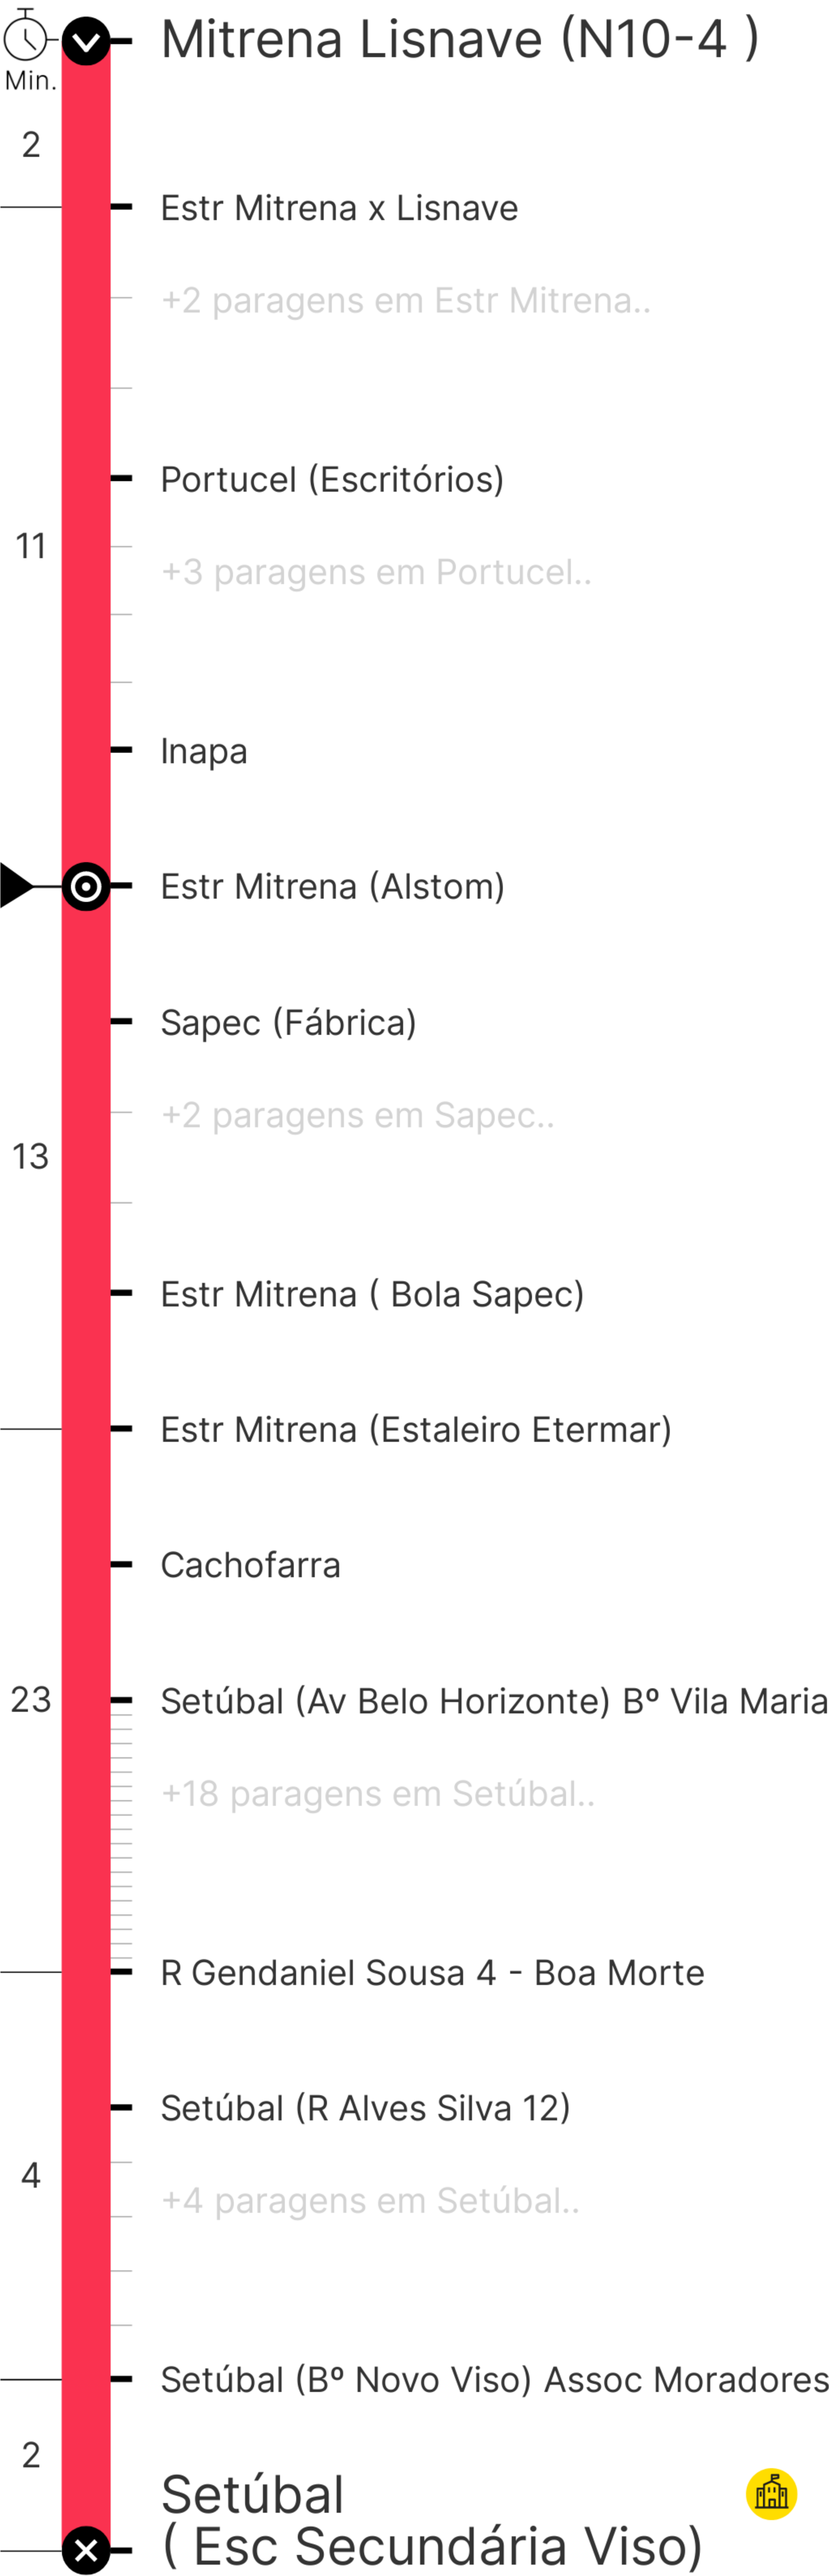 Mitrena Lisnave (N10-4 )
Min.
2
Estr Mitrena x Lisnave
+2 paragens em Estr Mitrena..
Portucel (Escritórios)
11
+3 paragens em Portucel..
Inapa
Estr Mitrena (Alstom)
Sapec (Fábrica)
+2 paragens em Sapec..
13
Estr Mitrena ( Bola Sapec)
Estr Mitrena (Estaleiro Etermar)
Cachofarra
23
Setúbal (Av Belo Horizonte) Bº Vila Maria
+18 paragens em Setúbal..
R Gendaniel Sousa 4 - Boa Morte
Setúbal (R Alves Silva 12)
4
+4 paragens em Setúbal..
Setúbal (Bº Novo Viso) Assoc Moradores
2
Setúbal
( Esc Secundária Viso)